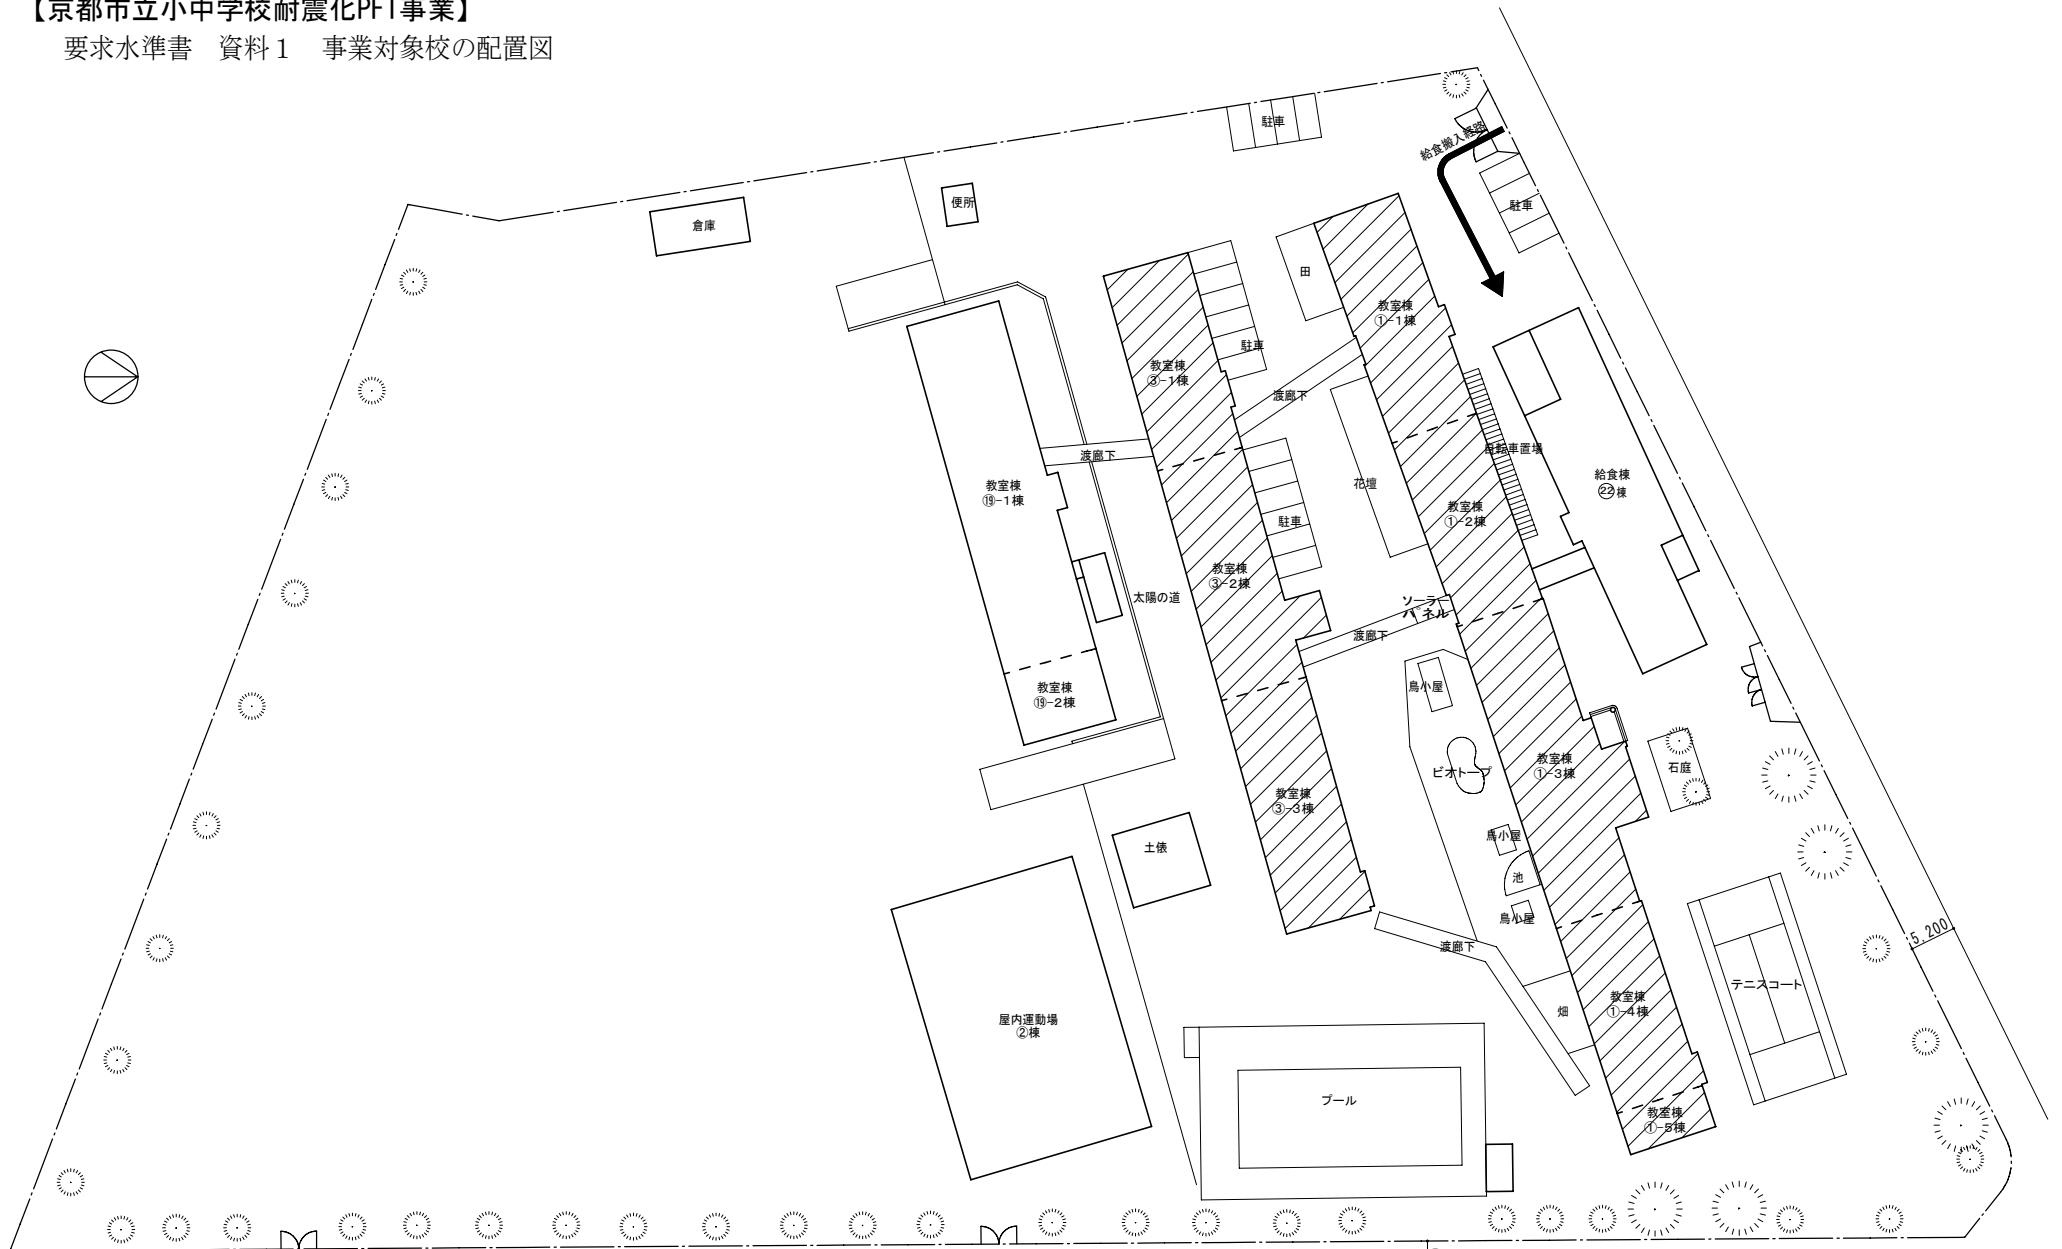 【京都市立小中学校耐震化PFI事業】
要求水準書　資料１　事業対象校の配置図
駐車
給食搬入経路
駐車
便所
倉庫
田
教室棟
①-1棟
駐車
教室棟
③-1棟
渡廊下
渡廊下
自転車置場
花壇
給食棟
㉒棟
教室棟
⑲-1棟
教室棟
①-2棟
駐車
教室棟
③-2棟
太陽の道
ソーラー
パネル
渡廊下
鳥小屋
教室棟
⑲-2棟
ビオトープ
教室棟
①-3棟
石庭
教室棟
③-3棟
鳥小屋
土俵
池
鳥小屋
渡廊下
5,200
テニスコート
教室棟
①-4棟
畑
屋内運動場
②棟
プール
教室棟
①-5棟